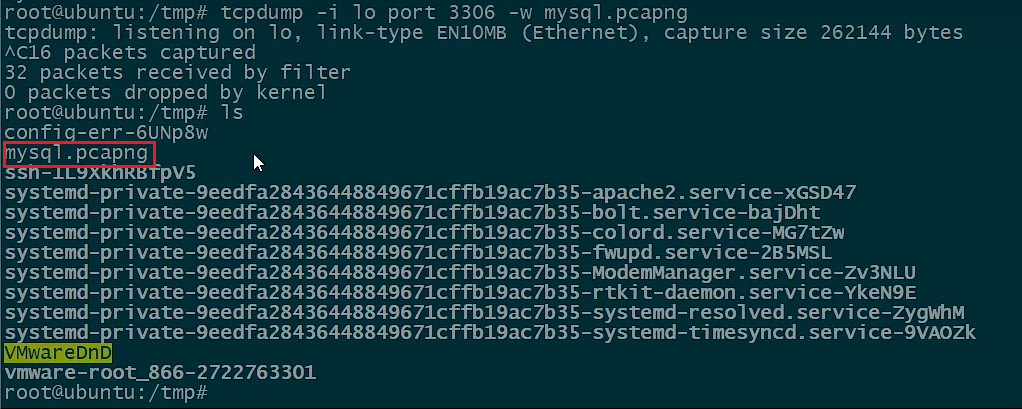 root@ubuntu:/tmp# tcpdump -i lo port 3306 -w mysql.pcapng
tcpdump: listening on lo, link-type EN10MB (Ethernet), capture size 262144 bytes
^C16 packets captured
32 packets received by filter
0 packets dropped by kernel
root@ubuntu:/tmp# ls
config-err-6UNp8w
mysql.pcapng
ssh-1L9XkhRBfpV5
systemd-private-9eedfa28436448849671cffb19ac7b35-apache2.service-xGSD47
systemd-private-9eedfa28436448849671cffb19ac7b35-bolt.service-bajDht
systemd-private-9eedfa28436448849671cffb19ac7b35-colord.service-MG7tZw
systemd-private-9eedfa28436448849671cffb19ac7b35-fwupd.service-2B5MSL
systemd-private-9eedfa28436448849671cffb19ac7b35-ModemManager.service-Zv3NLU
systemd-private-9eedfa28436448849671cffb19ac7b35-rtkit-daemon.service-YkeN9E
systemd-private-9eedfa28436448849671cffb19ac7b35-systemd-resolved.service-ZygWhM
systemd-private-9eedfa28436448849671cffb19ac7b35-systemd-timesyncd.service-9VAOZk
VMwareDnD
vmware-root_866-2722763301
root@ubuntu:/tmp#